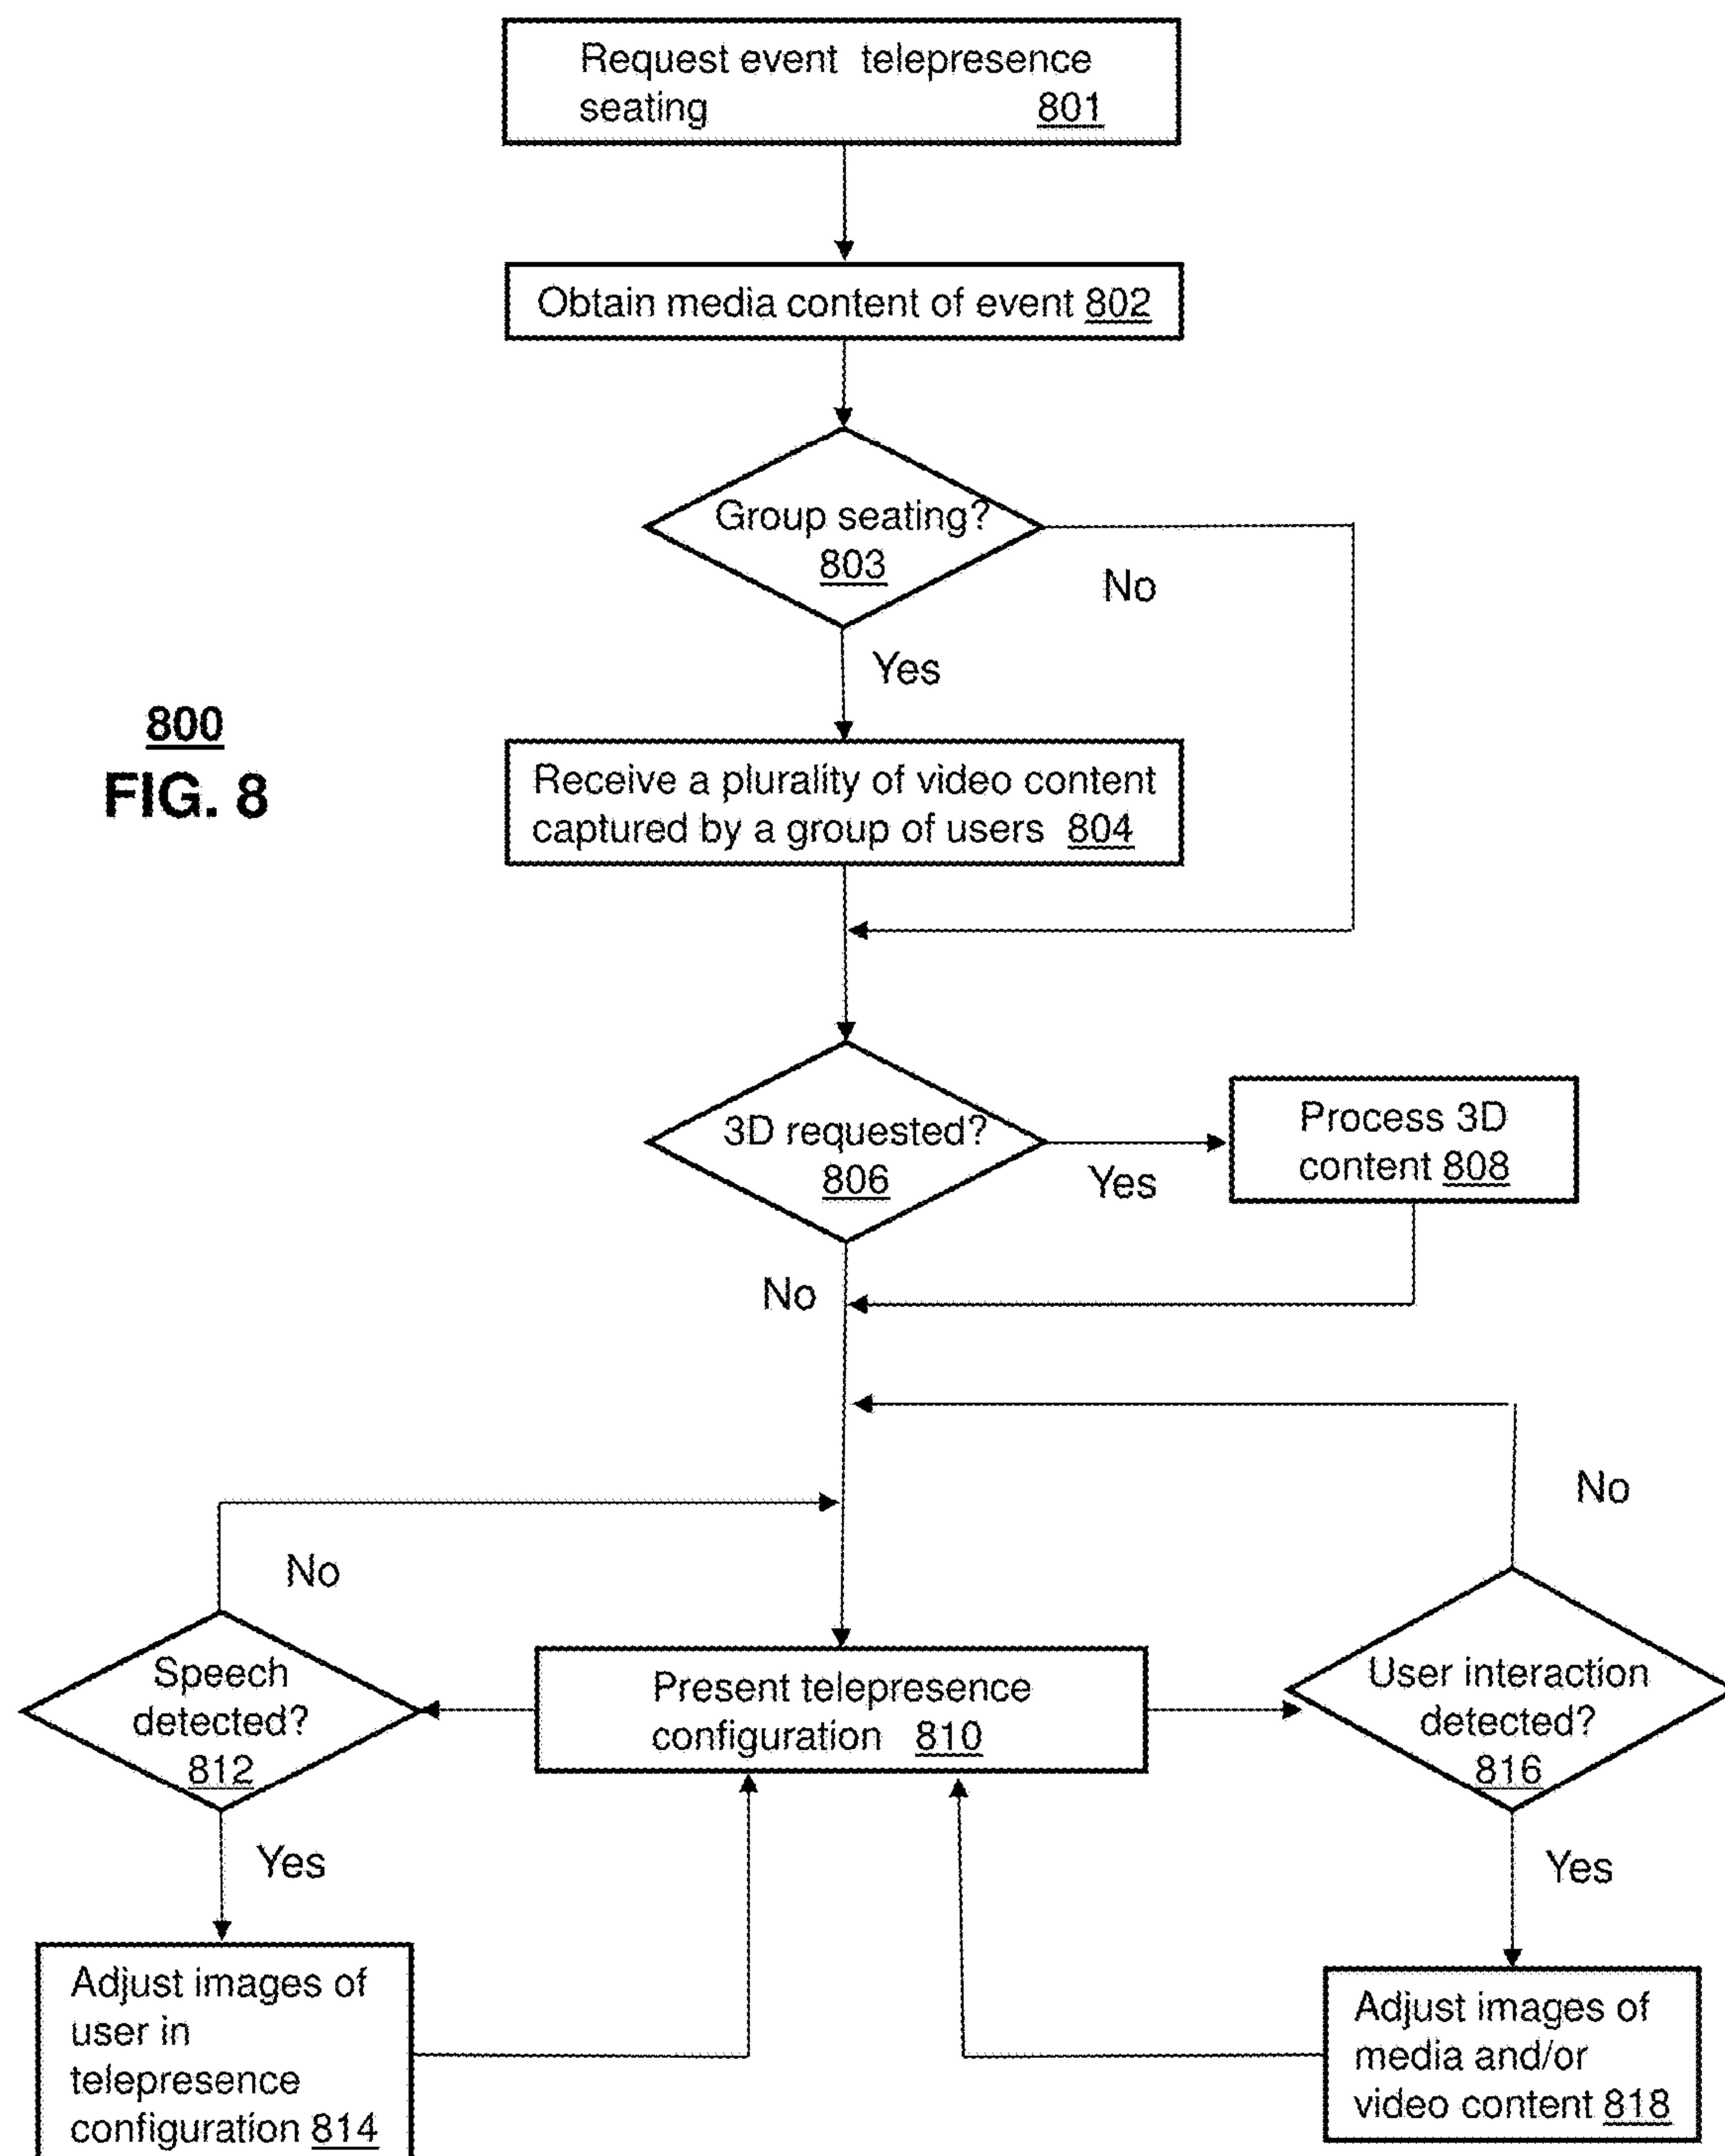 Request event telepresence
seating 801
Obtain media content of event 802
Group seating?
803
No
Yes
800
FIG. 8
Receive a plurality of video content
captured by a group of users 804
3D requested?
806
Yes
Process 3D
content 808
No
No
No
Speech
detected?
812
Present telepresence
configuration 810
User interaction
detected?
816
Yes
Yes
Adjust images of
user in
telepresence
configuration 814
Adjust images of
media and/or
video content 818